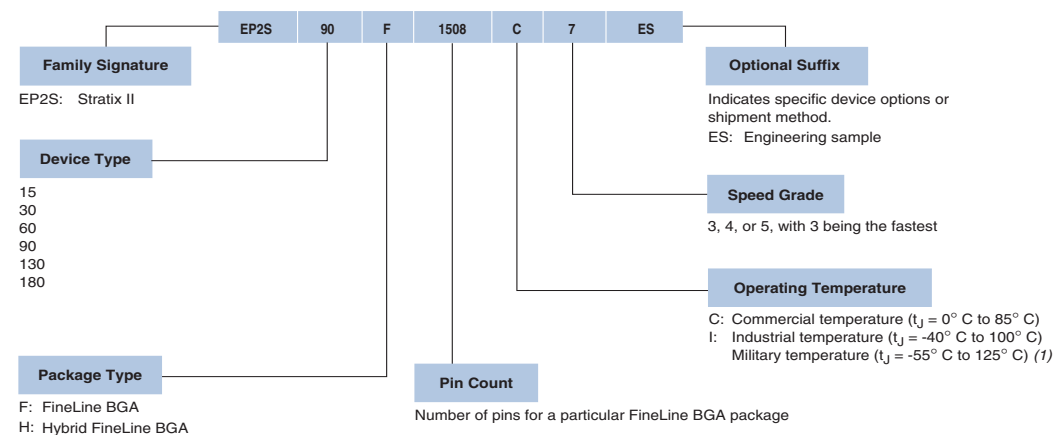 EP2S 90 F 1508 C 7 ES
Family Signature
EP2S: Stratix II
Device Type
15
30
60
90
130
180
Package Type
F: FineLine BGA
H: Hybrid FineLine BGA
Pin Count
Number of pins for a particular FineLine BGA package
Optional Suffix
Indicates specific device options or
shipment method.
ES: Engineering sample
Speed Grade
3, 4, or 5, with 3 being the fastest
Operating Temperature
C: Commercial temperature (tJ = 0° C to 85° C)
I: Industrial temperature (tJ = -40° C to 100° C)
Military temperature (tJ = -55° C to 125° C) (1)